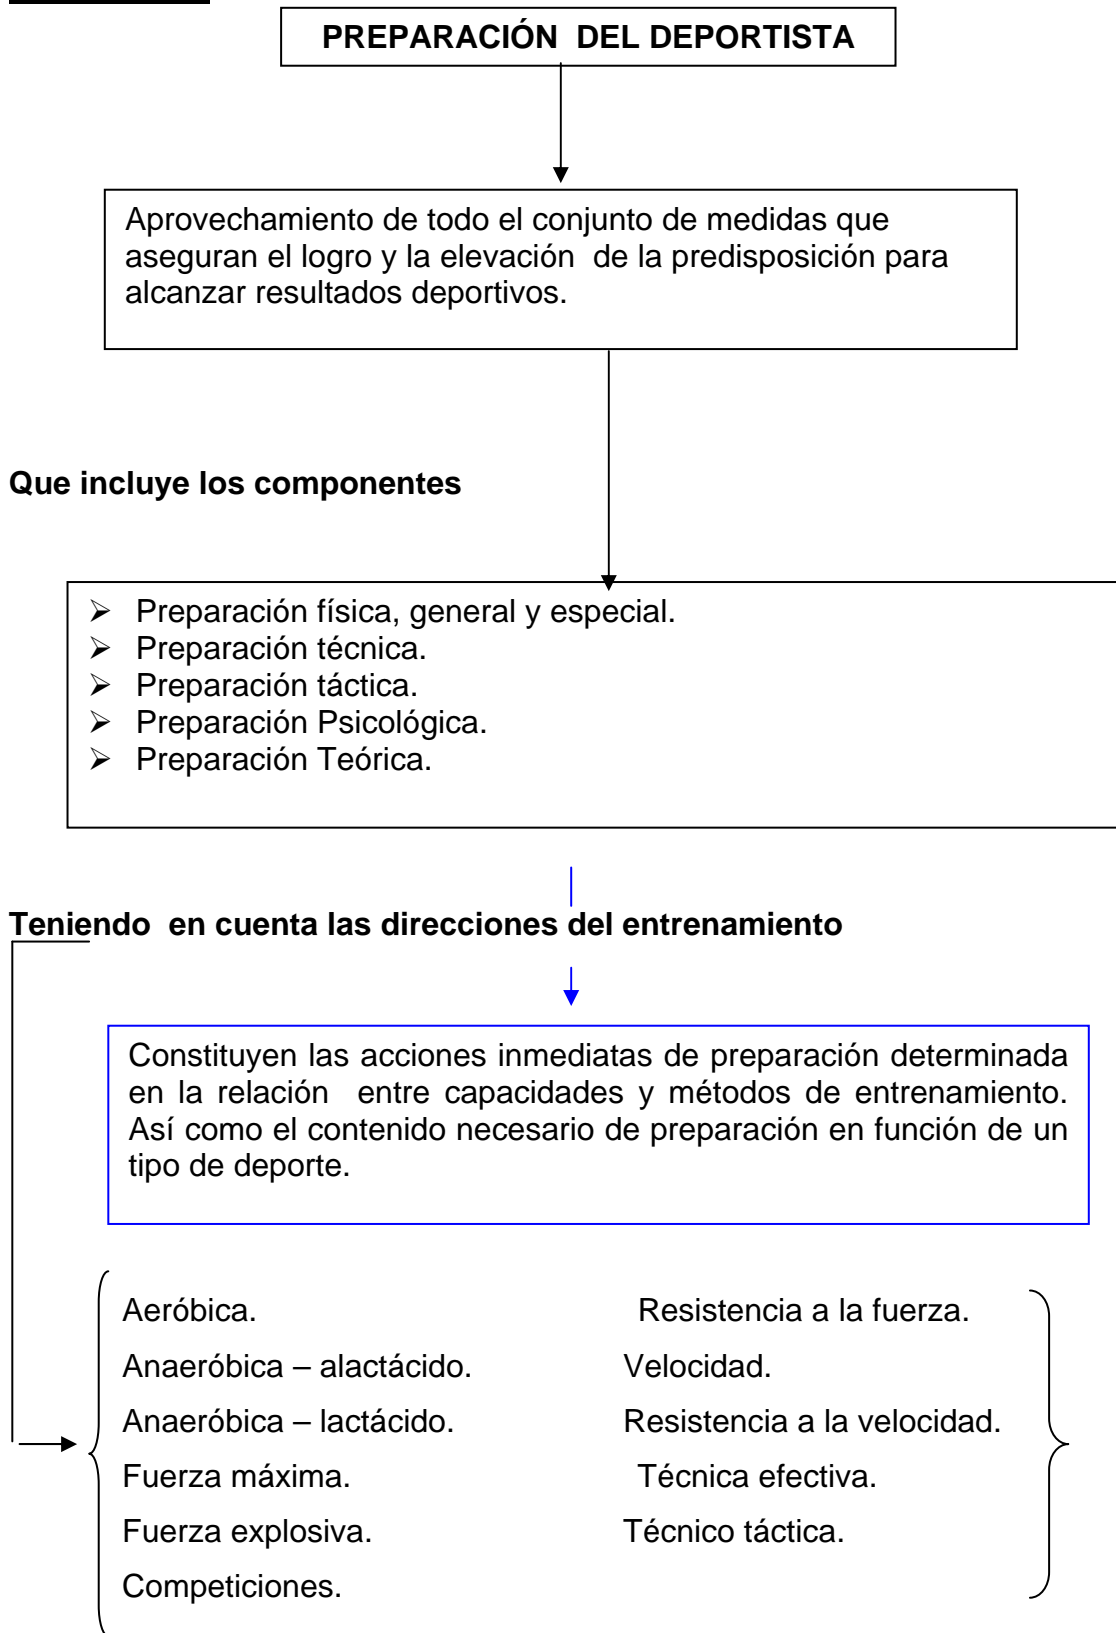 PREPARACIÓN DEL DEPORTISTA
Aprovechamiento de todo el conjunto de medidas que
aseguran el logro y la elevación de la predisposición para
alcanzar resultados deportivos.
Que incluye los componentes
➢ Preparación física, general y especial.
➢ Preparación técnica.
➢ Preparación táctica.
➢ Preparación Psicológica.
➢ Preparación Teórica.
Teniendo en cuenta las direcciones del entrenamiento
Constituyen las acciones inmediatas de preparación determinada
en la relación entre capacidades y métodos de entrenamiento.
Así como el contenido necesario de preparación en función de un
tipo de deporte.
Aeróbica. Resistencia a la fuerza.
Anaeróbica – alactácido. Velocidad.
Anaeróbica – lactácido. Resistencia a la velocidad.
Fuerza máxima. Técnica efectiva.
Fuerza explosiva. Técnico táctica.
Competiciones.